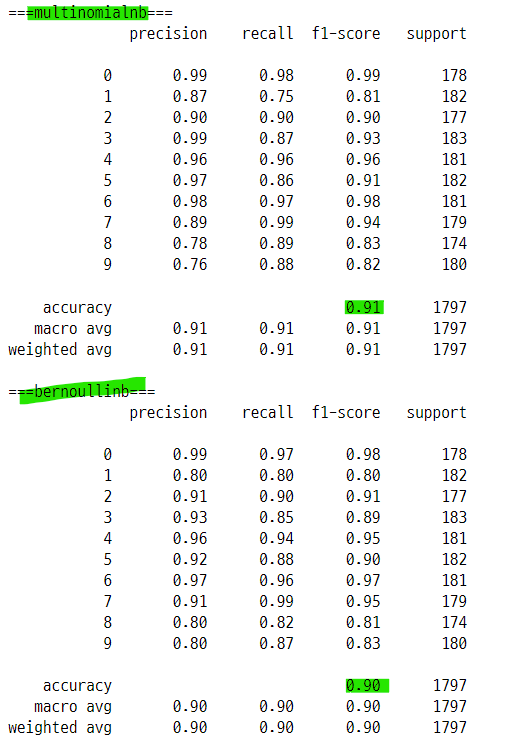 ===multinomialnb===
precision recall f1-score support
0 0.99 0.98 0.99 178
1 0.87 0.75 0.81 182
2 0.90 0.90 0.90 177
3 0.99 0.87 0.93 183
4 0.96 0.96 0.96 181
5 0.97 0.86 0.91 182
6 0.98 0.97 0.98 181
7 0.89 0.99 0.94 179
8 0.78 0.89 0.83 174
9 0.76 0.88 0.82 180
accuracy 0.91 1797
macro avg 0.91 0.91 0.91 1797
weighted avg 0.91 0.91 0.91 1797
===bernoullinb===
precision recall f1-score support
0 0.99 0.97 0.98 178
1 0.80 0.80 0.80 182
2 0.91 0.90 0.91 177
3 0.93 0.85 0.89 183
4 0.96 0.94 0.95 181
5 0.92 0.88 0.90 182
6 0.97 0.96 0.97 181
7 0.91 0.99 0.95 179
8 0.80 0.82 0.81 174
9 0.80 0.87 0.83 180
accuracy 0.90 1797
macro avg 0.90 0.90 0.90 1797
weighted avg 0.90 0.90 0.90 1797